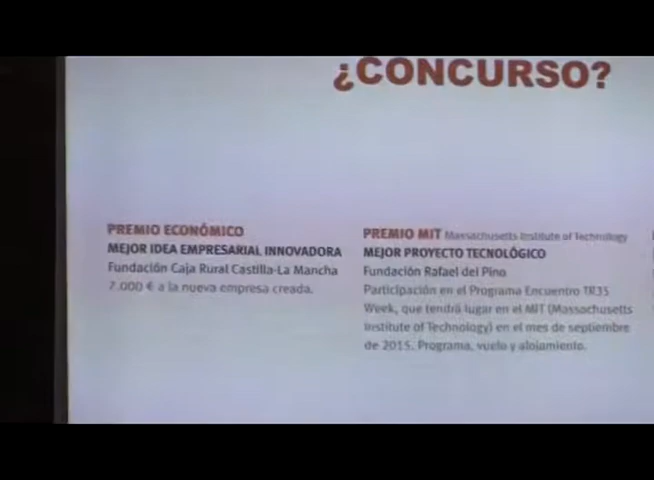 ¿CONCURSO?
PREMIO ECONÓMICO
MEJOR IDEA EMPRESARIAL INNOVADORA
Fundación Caja Rural Castilla-La Mancha
7.000 € a la nueva empresa creada.
PREMIO MIT Massachusetts Institute of Technology
MEJOR PROYECTO TECNOLÓGICO
Fundación Rafael del Pino
Participación en el Programa Encuentro TR35
Week, que tendrá lugar en el MIT (Massachusetts
Institute of Technology) en el mes de septiembre
de 2015. Programa, vuelo y alojamiento.